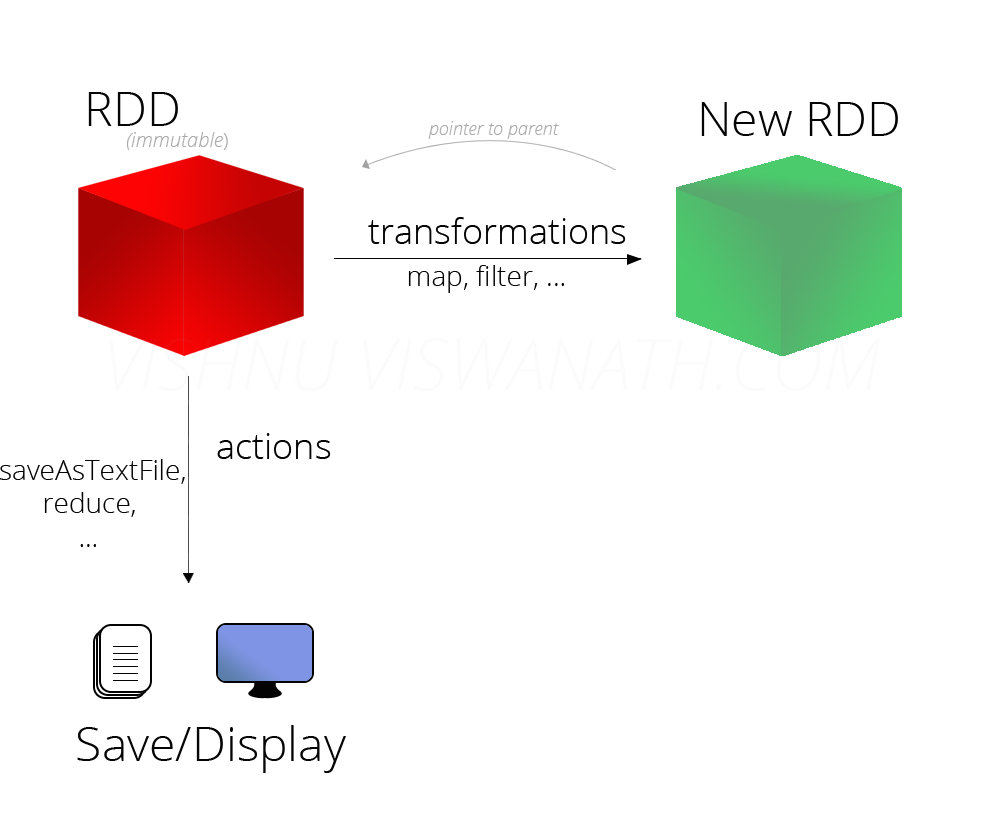 RDD
(immutable)
pointer to parent
New RDD
transformations
map, filter, ...
VISHNU VISWANATH.COM
actions
saveAsTextFile,
reduce,
...
Save/Display